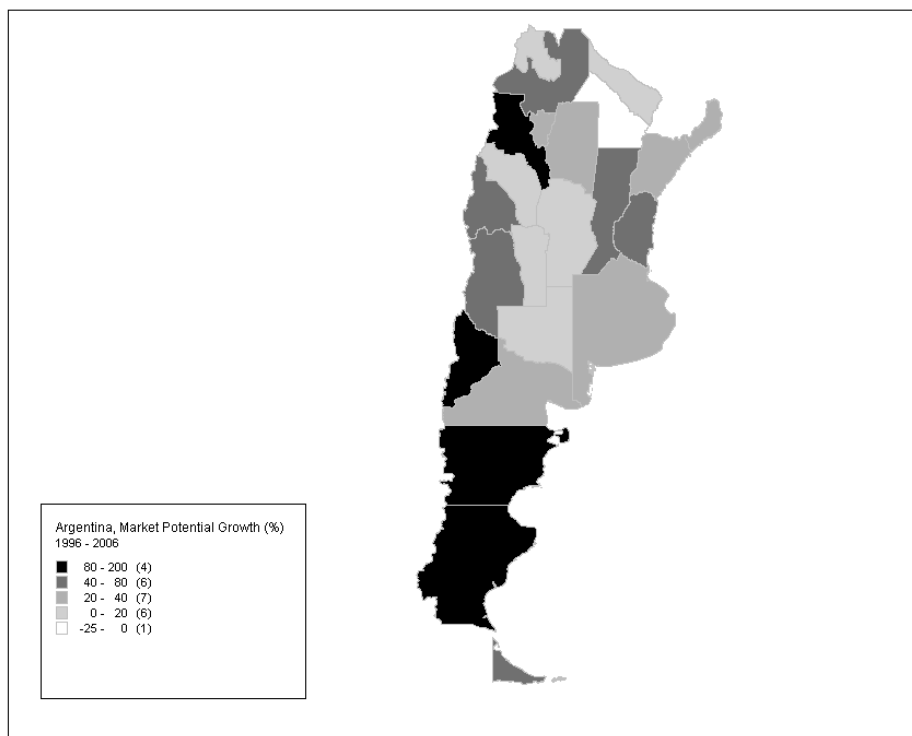 Argentina, Market Potential Growth (%)
1996 - 2006
80 - 200 (4)
40 - 80 (6)
20 - 40 (7)
0 - 20 (6)
-25 - 0 (1)